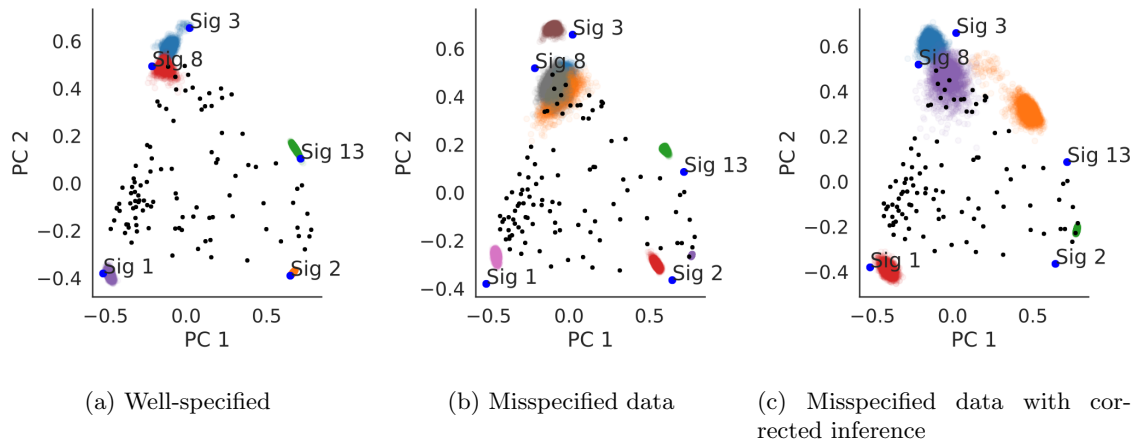 Sig 3
Sig 8
Sig 13
Sig 1
Sig 2
0.6
0.4
0.2
0.0
−0.2
−0.4
PC 2
−0.5
0.0
0.5
PC 1
(a) Well-specified
Sig 3
Sig 8
Sig 13
Sig 1
Sig 2
0.6
0.4
0.2
0.0
−0.2
−0.4
PC 2
−0.5
0.0
0.5
PC 1
(b) Misspecified data
Sig 3
Sig 8
Sig 13
Sig 1
Sig 2
0.6
0.4
0.2
0.0
−0.2
−0.4
PC 2
−0.5
0.0
0.5
PC 1
(c) Misspecified data with cor-
rected inference